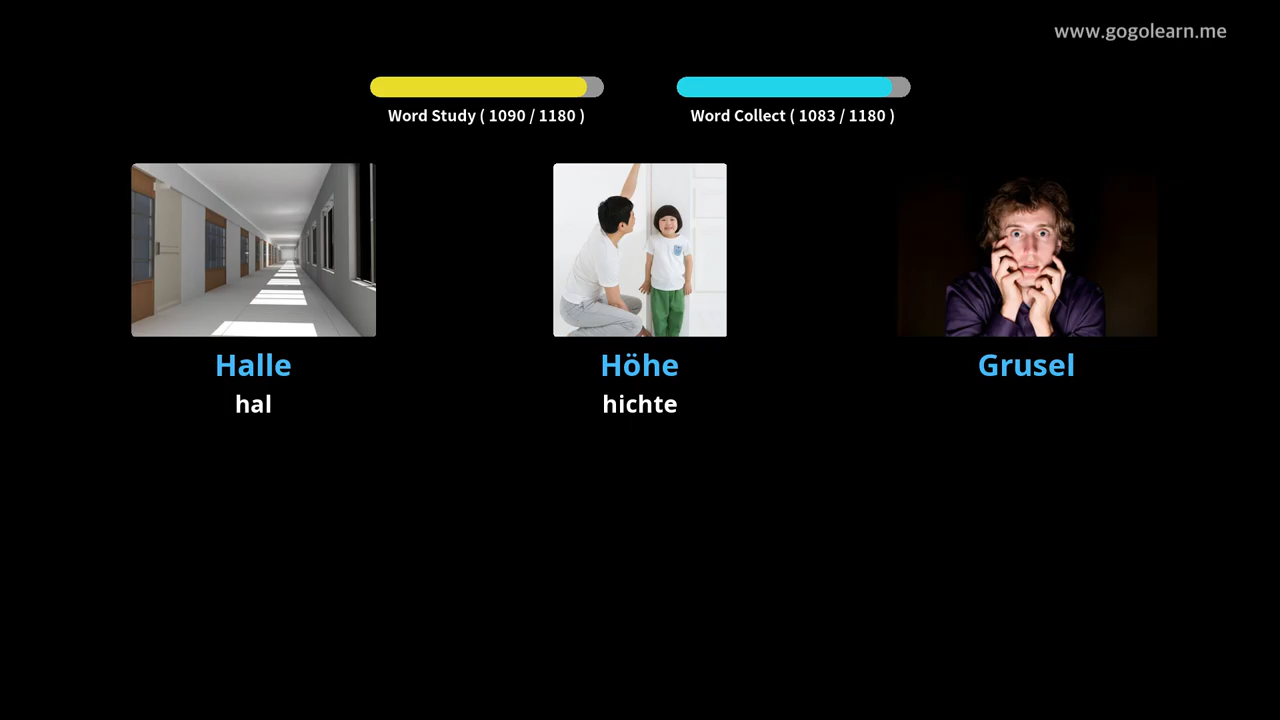 www.gogolearn.me
Word Study ( 1090 / 1180 )
Word Collect ( 1083 / 1180 )
Halle
Höhe
Grusel
hal
hichte